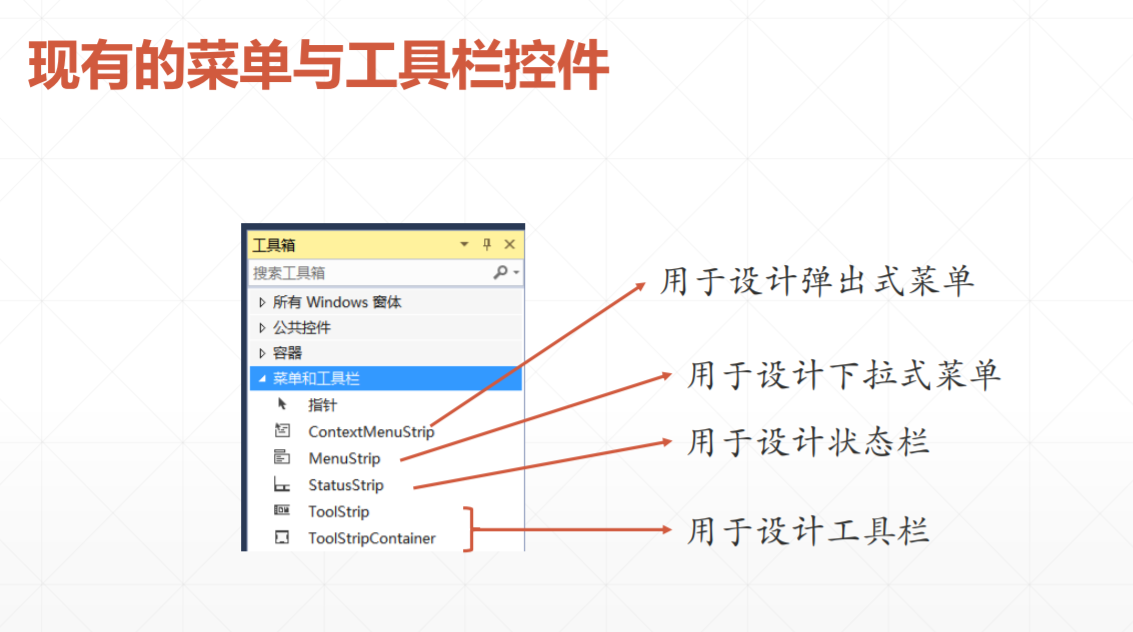 现有的菜单与工具栏控件
工具箱
搜索工具箱
所有 Windows 窗体
公共控件
容器
菜单和工具栏
指针
ContextMenuStrip
MenuStrip
StatusStrip
ToolStrip
ToolStripContainer
用于设计弹出式菜单
用于设计下拉式菜单
用于设计状态栏
用于设计工具栏